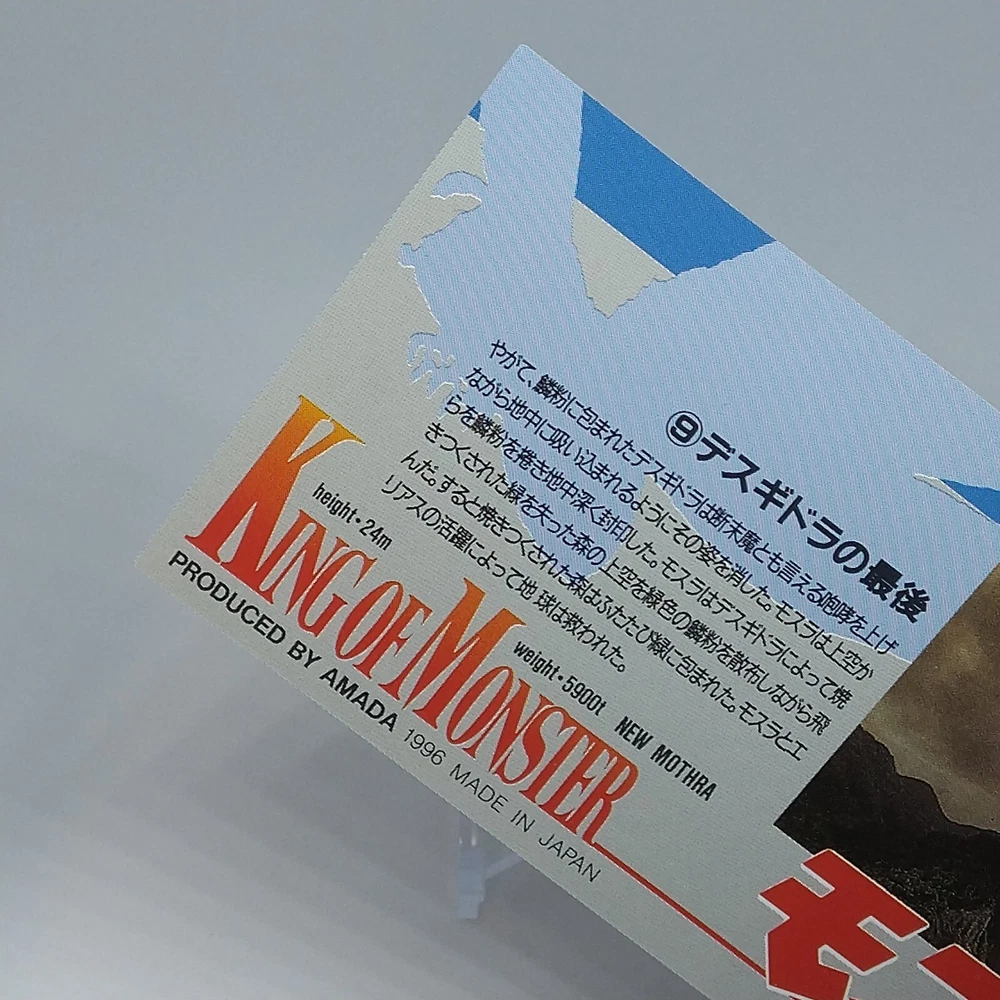 ⑨デスギドラの最後
やがて、鱗粉に包まれたデスギドラは断末魔とも言える咆哮を上げ
ながら地中に吸い込まれるようにその姿を消した。モスラは上空か
らを鱗粉を捲き地中深く封印した。モスラはデスギドラによって焼
きつくされた緑を失った森の上空を緑色の鱗粉を散布しながら飛
んだ。すると焼きつくされた森はふたたび緑に包まれた。モスラとエ
リアスの活躍によって地球は救われた。
height・24m
KING OF MONSTER
weight・5900t NEW MOTHRA
PRODUCED BY AMADA 1996 MADE IN JAPAN
モ